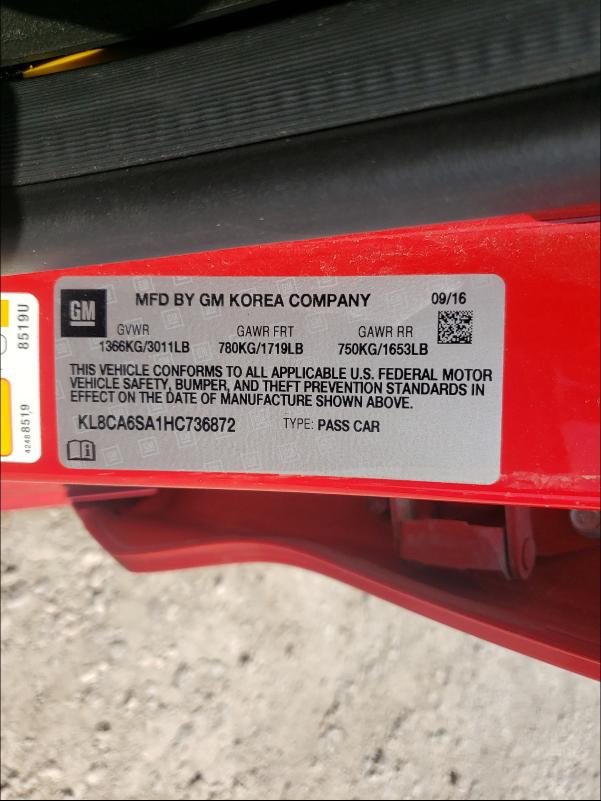 GM
MFD BY GM KOREA COMPANY
09/16
GVWR
GAWR FRT
GAWR RR
1366KG/3011LB
780KG/1719LB
750KG/1653LB
THIS VEHICLE CONFORMS TO ALL APPLICABLE U.S. FEDERAL MOTOR
VEHICLE SAFETY, BUMPER, AND THEFT PREVENTION STANDARDS IN
EFFECT ON THE DATE OF MANUFACTURE SHOWN ABOVE.
KL8CA6SA1HC736872
TYPE: PASS CAR
8519U
42488519